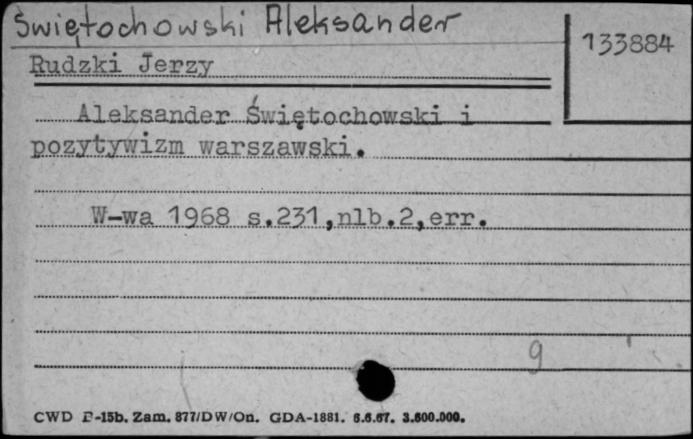 Świętochowski Aleksander
133884
Rudzki Jerzy
Aleksander Świętochowski i
pozytywizm warszawski.
W-wa 1968 s.231,nlb.2,err.
9
CWD D-15b. Zam. 877/DW/On. GDA-1881. 6.6.67. 3.600.000.